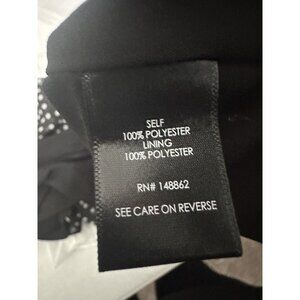 SELF
100% POLYESTER
LINING
100% POLYESTER
RN# 148862
SEE CARE ON REVERSE